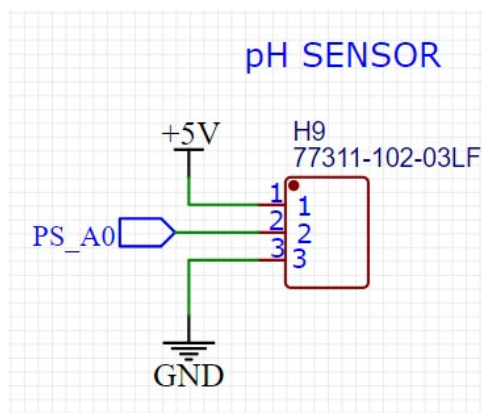 pH SENSOR
+5V
H9
77311-102-03LF
1
1
PS_A0
2
2
3
3
GND